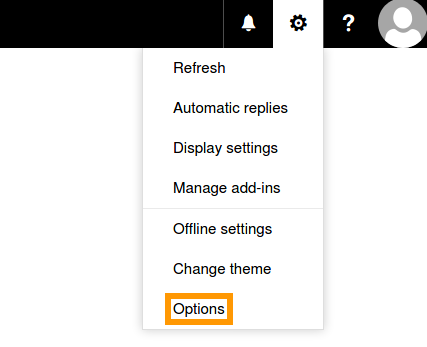 ?
Refresh
Automatic replies
Display settings
Manage add-ins
Offline settings
Change theme
Options